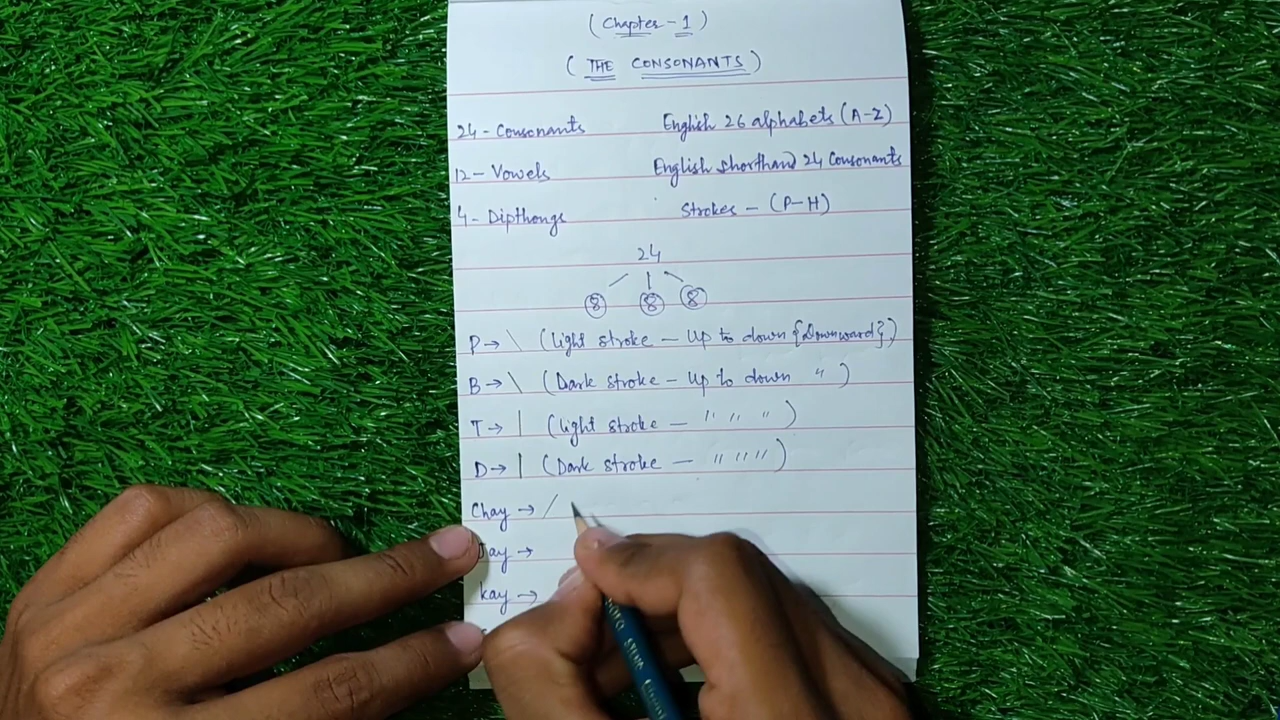 (Chapter - 1)
(THE CONSONANTS)
24 - Consonants English 26 alphabets (A-Z)
12 - Vowels English shorthand 24 Consonants
4 - Dipthongs Strokes - (P-H)
24
8 8 8
P → \ (light stroke - Up to down {Downward})
B → \ (Dark stroke - Up to down " )
T → | (light stroke - " " " )
D → | (Dark stroke - " " " )
Chay → /
Jay →
Kay →